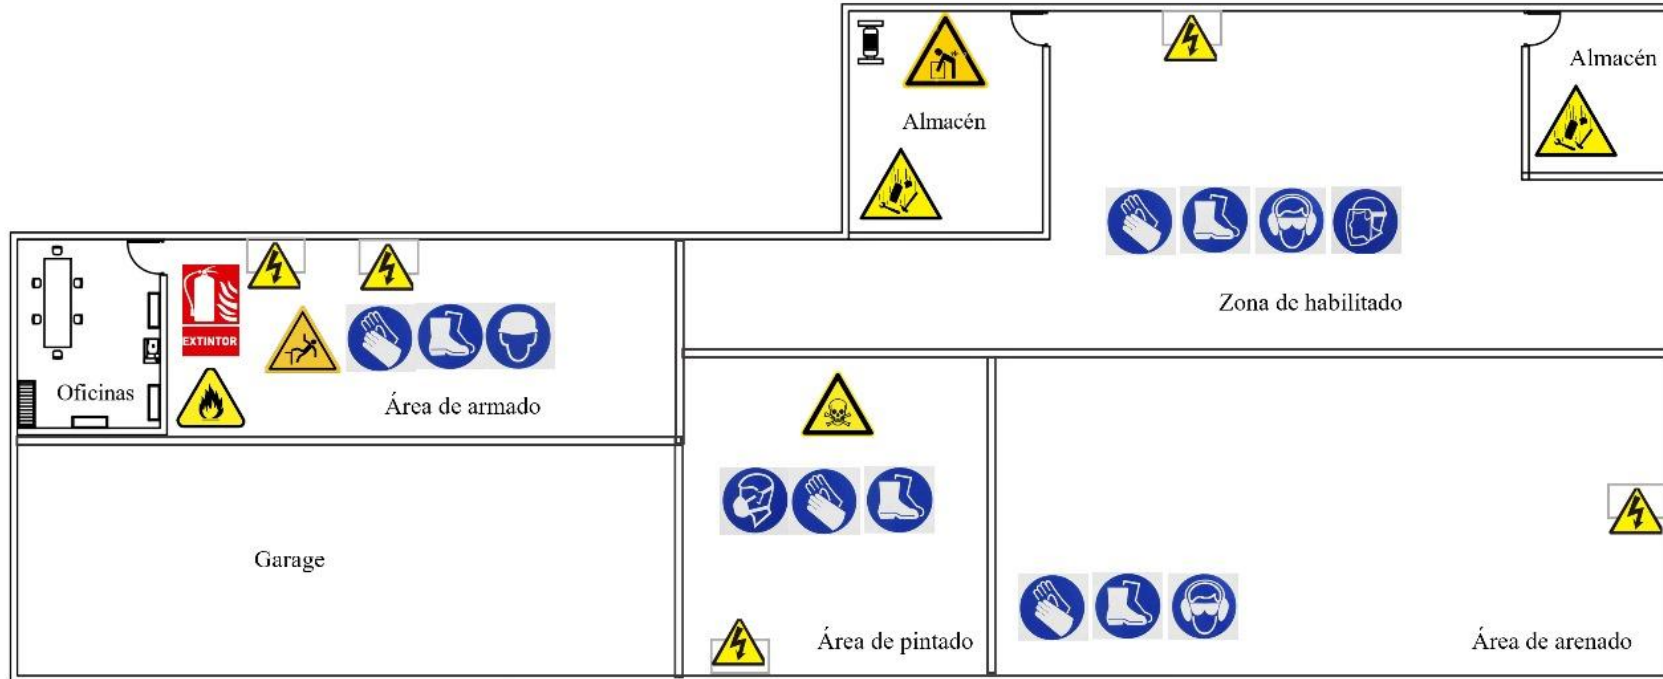 Almacén
Almacén
Zona de habilitado
EXTINTOR
Oficinas
Área de armado
Garage
Área de pintado
Área de arenado